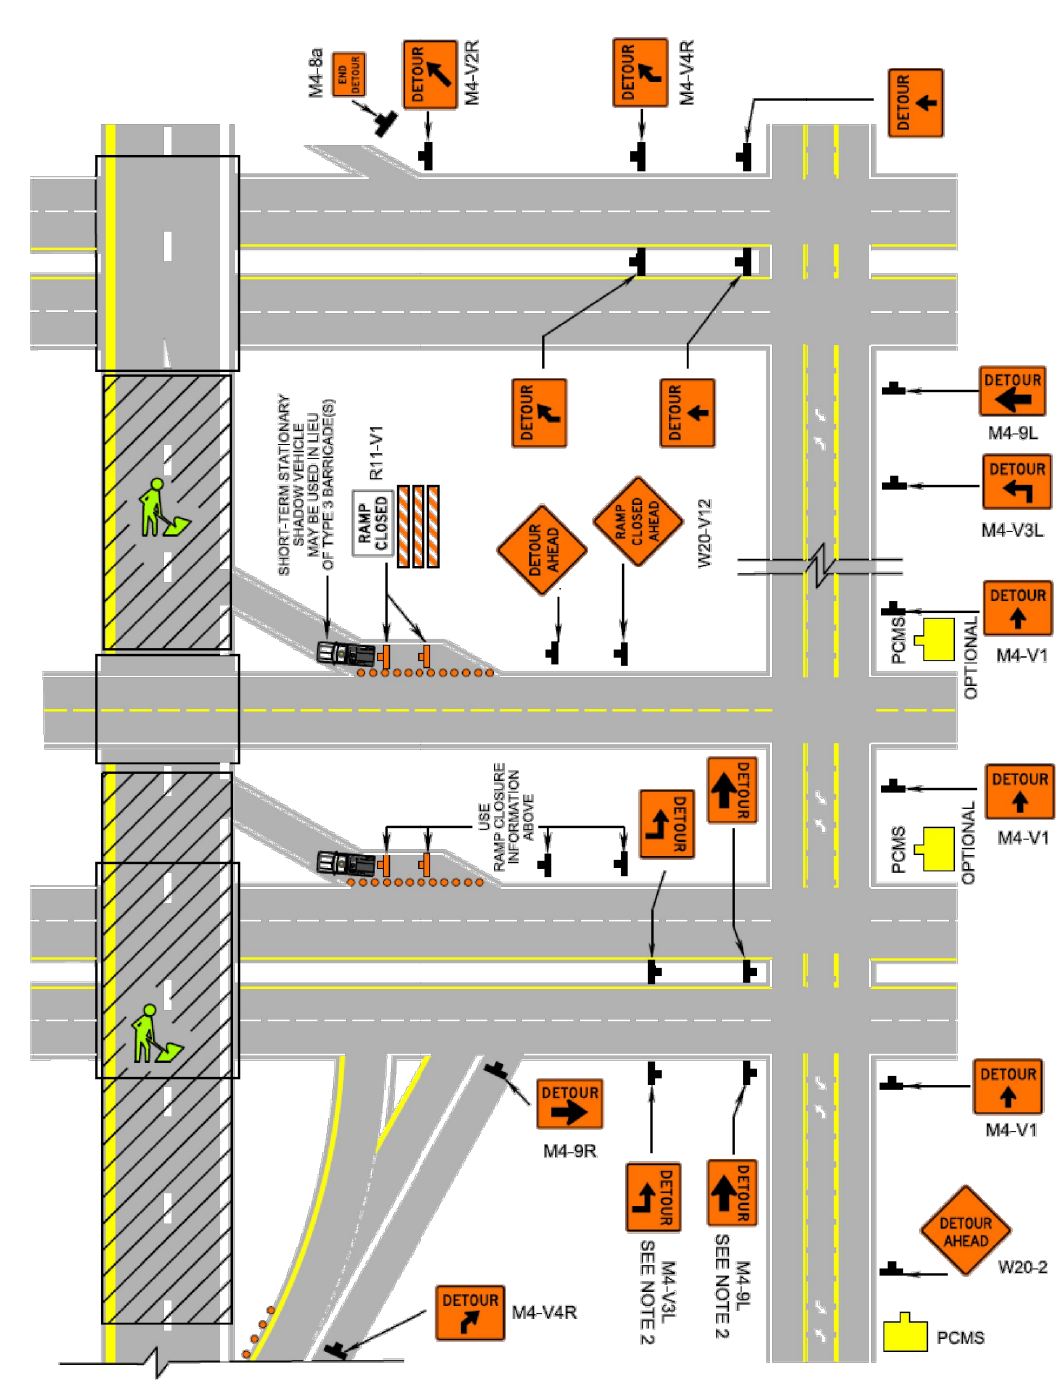 M4-8a
END
DETOUR
DETOUR
M4-V2R
DETOUR
M4-V4R
DETOUR
DETOUR
DETOUR
DETOUR
M4-9L
DETOUR
M4-V3L
SHORT-TERM STATIONARY
SHADOW VEHICLE
MAY BE USED IN LIEU
OF TYPE 3 BARRICADE(S)
R11-V1
RAMP
CLOSED
DETOUR
AHEAD
RAMP
CLOSED
AHEAD
W20-V12
DETOUR
M4-V1
PCMS
OPTIONAL
USE
RAMP CLOSURE
INFORMATION
ABOVE
DETOUR
DETOUR
DETOUR
M4-V1
PCMS
OPTIONAL
DETOUR
M4-9R
DETOUR
M4-V3L
SEE NOTE 2
DETOUR
M4-9L
SEE NOTE 2
DETOUR
M4-V1
DETOUR
AHEAD
W20-2
DETOUR
M4-V4R
PCMS